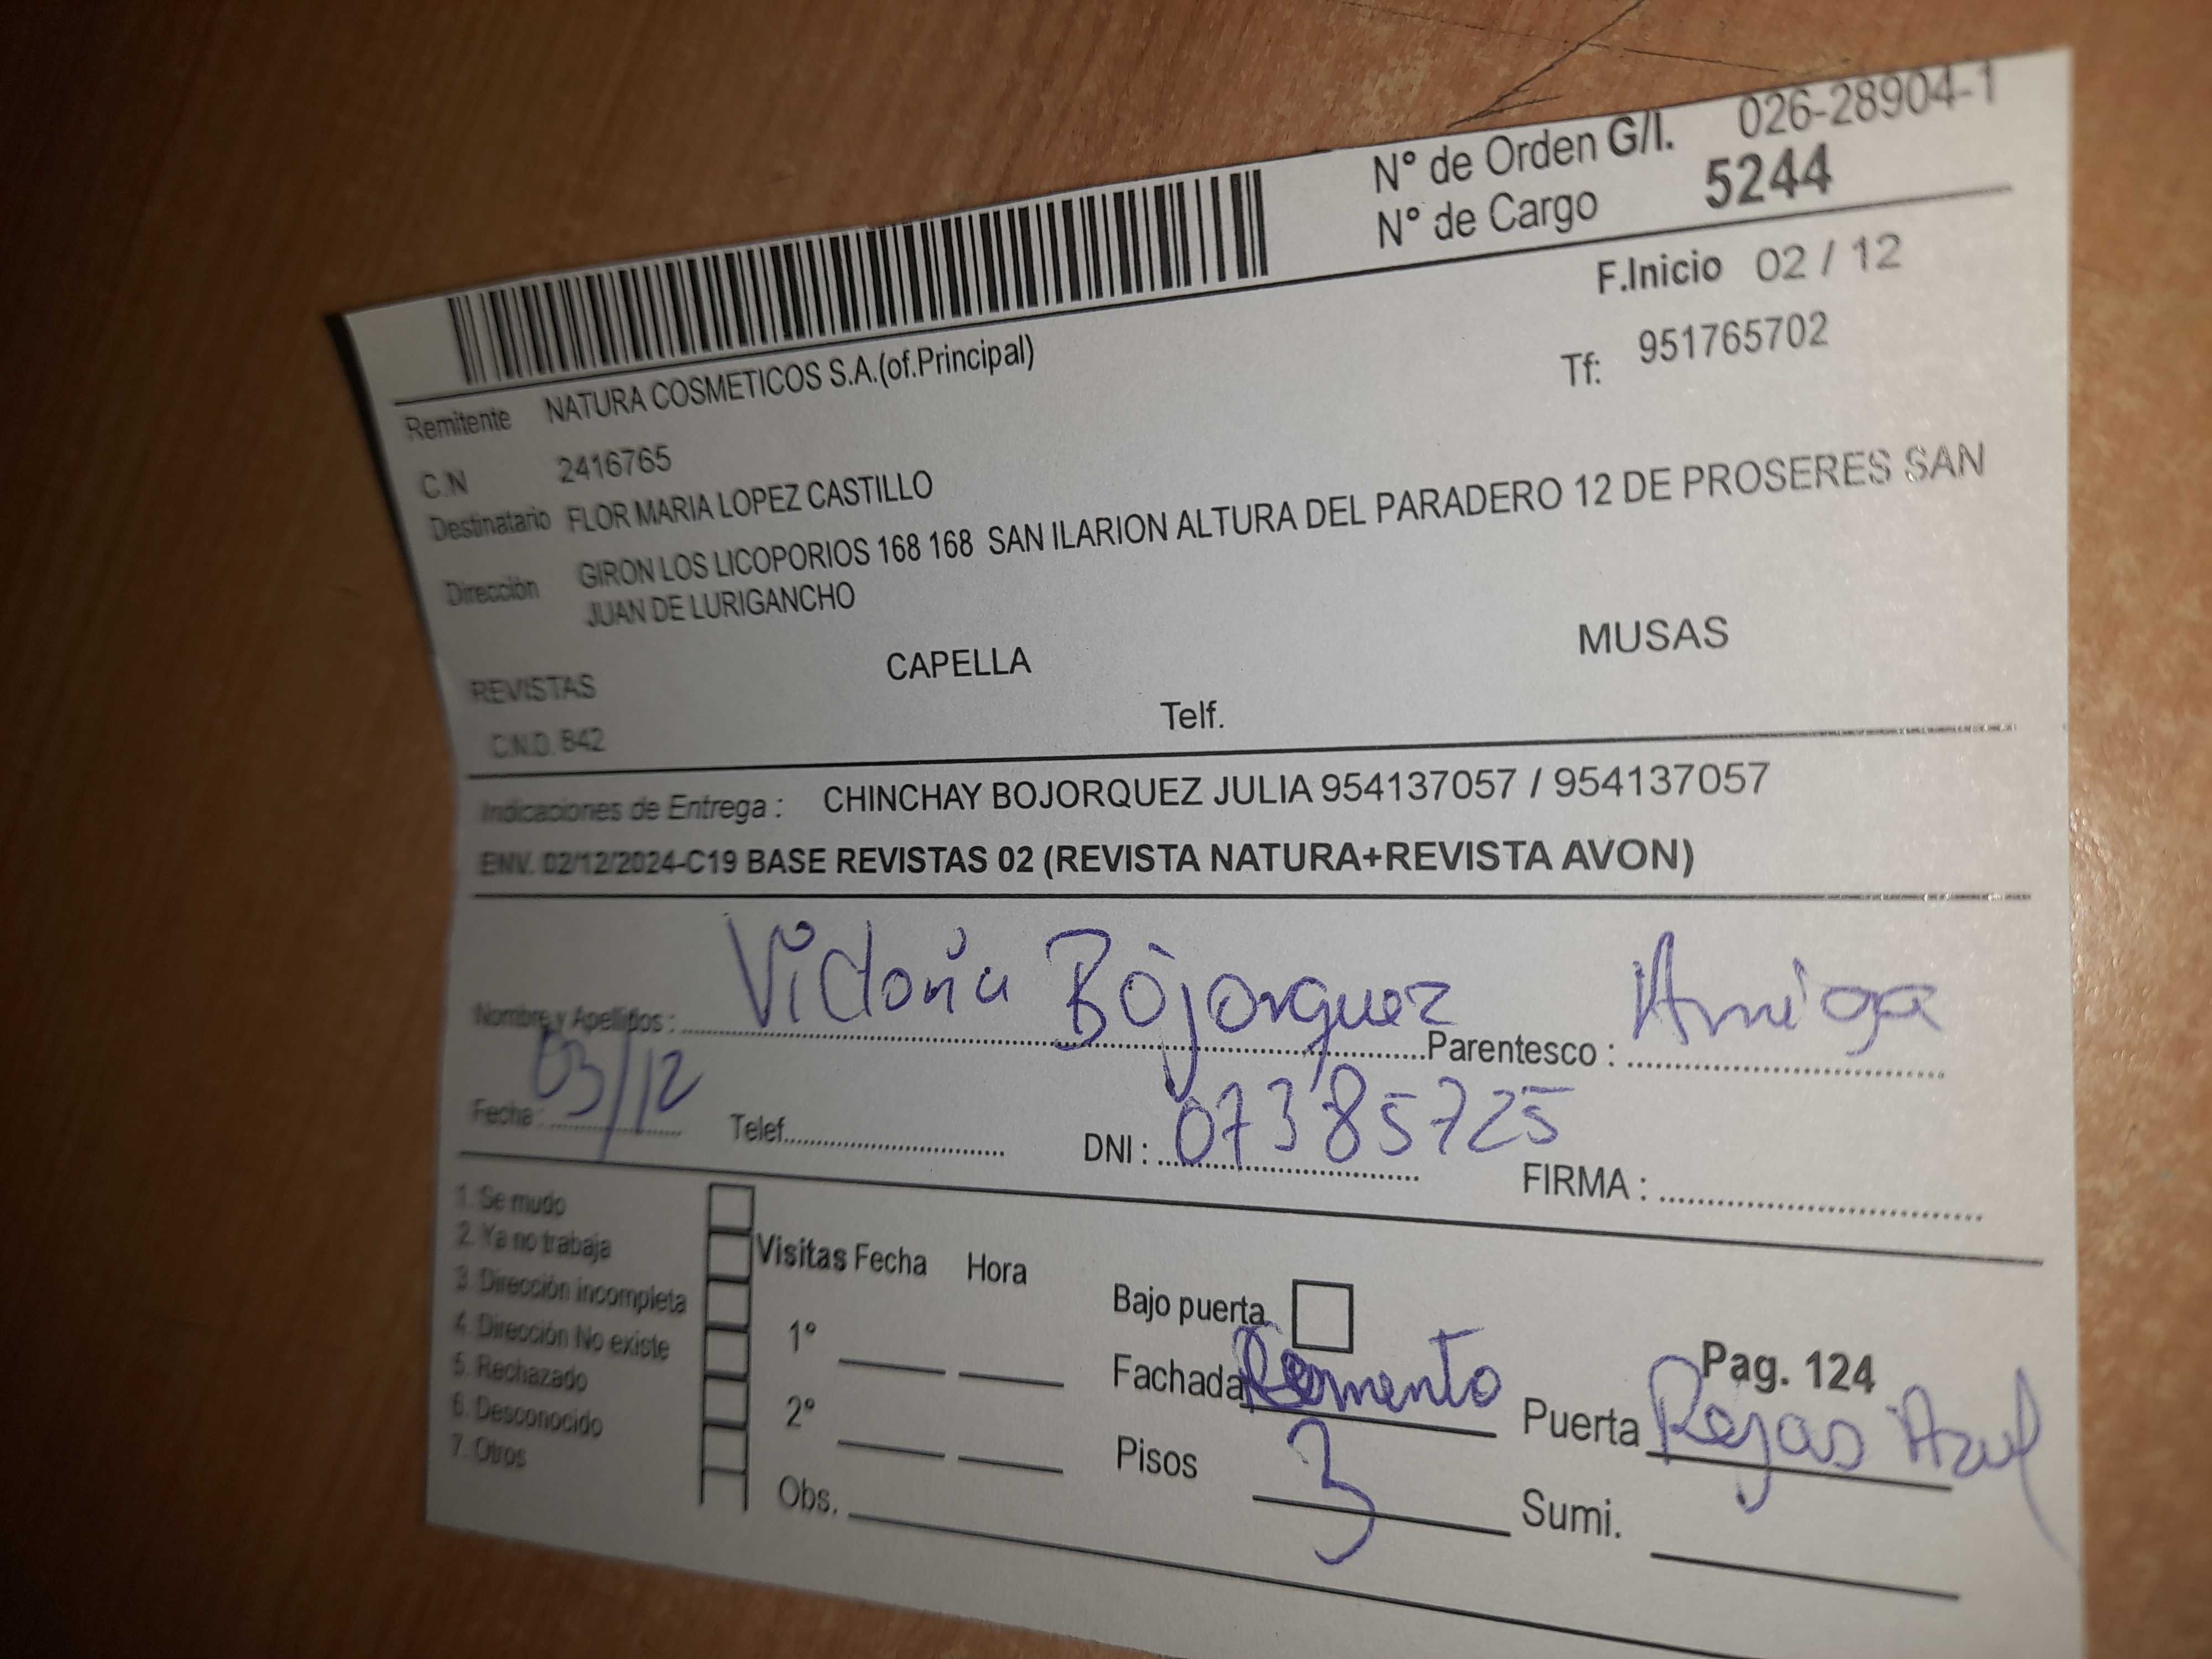 N° de Orden G/I. 026-28904-1
N° de Cargo 5244
F.Inicio 02 / 12
Remitente NATURA COSMETICOS S.A.(of.Principal)
Tf: 951765702
C.N 2416765
Destinatario FLOR MARIA LOPEZ CASTILLO
Dirección GIRON LOS LICOPORIOS 168 168 SAN ILARION ALTURA DEL PARADERO 12 DE PROSERES SAN
JUAN DE LURIGANCHO
REVISTAS CAPELLA MUSAS
C.N.D. 842 Telf.
Indicaciones de Entrega : CHINCHAY BOJORQUEZ JULIA 954137057 / 954137057
ENV. 02/12/2024-C19 BASE REVISTAS 02 (REVISTA NATURA+REVISTA AVON)
Nombre y Apellidos : Victoria Bojorquez Parentesco : Amiga
Fecha : 03/12 Telef. DNI : 07385725 FIRMA :
1. Se mudo
2. Ya no trabaja
3. Dirección incompleta
4. Dirección No existe
5. Rechazado
6. Desconocido
7. Otros
Visitas Fecha Hora
1°
2°
Obs.
Bajo puerta
Pag. 124
Fachada Semento Puerta Rejas Azul
Pisos 3 Sumi.